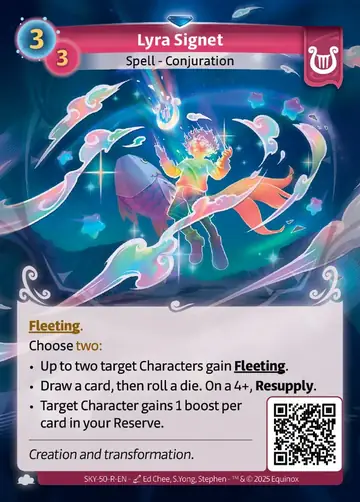 3
3
Lyra Signet
Spell - Conjuration
Fleeting.
Choose two:
• Up to two target Characters gain Fleeting.
• Draw a card, then roll a die. On a 4+, Resupply.
• Target Character gains 1 boost per
card in your Reserve.
Creation and transformation.
SKY-50-R-EN - Ed Chee, S.Yong, Stephen - ™ & © 2025 Equinox